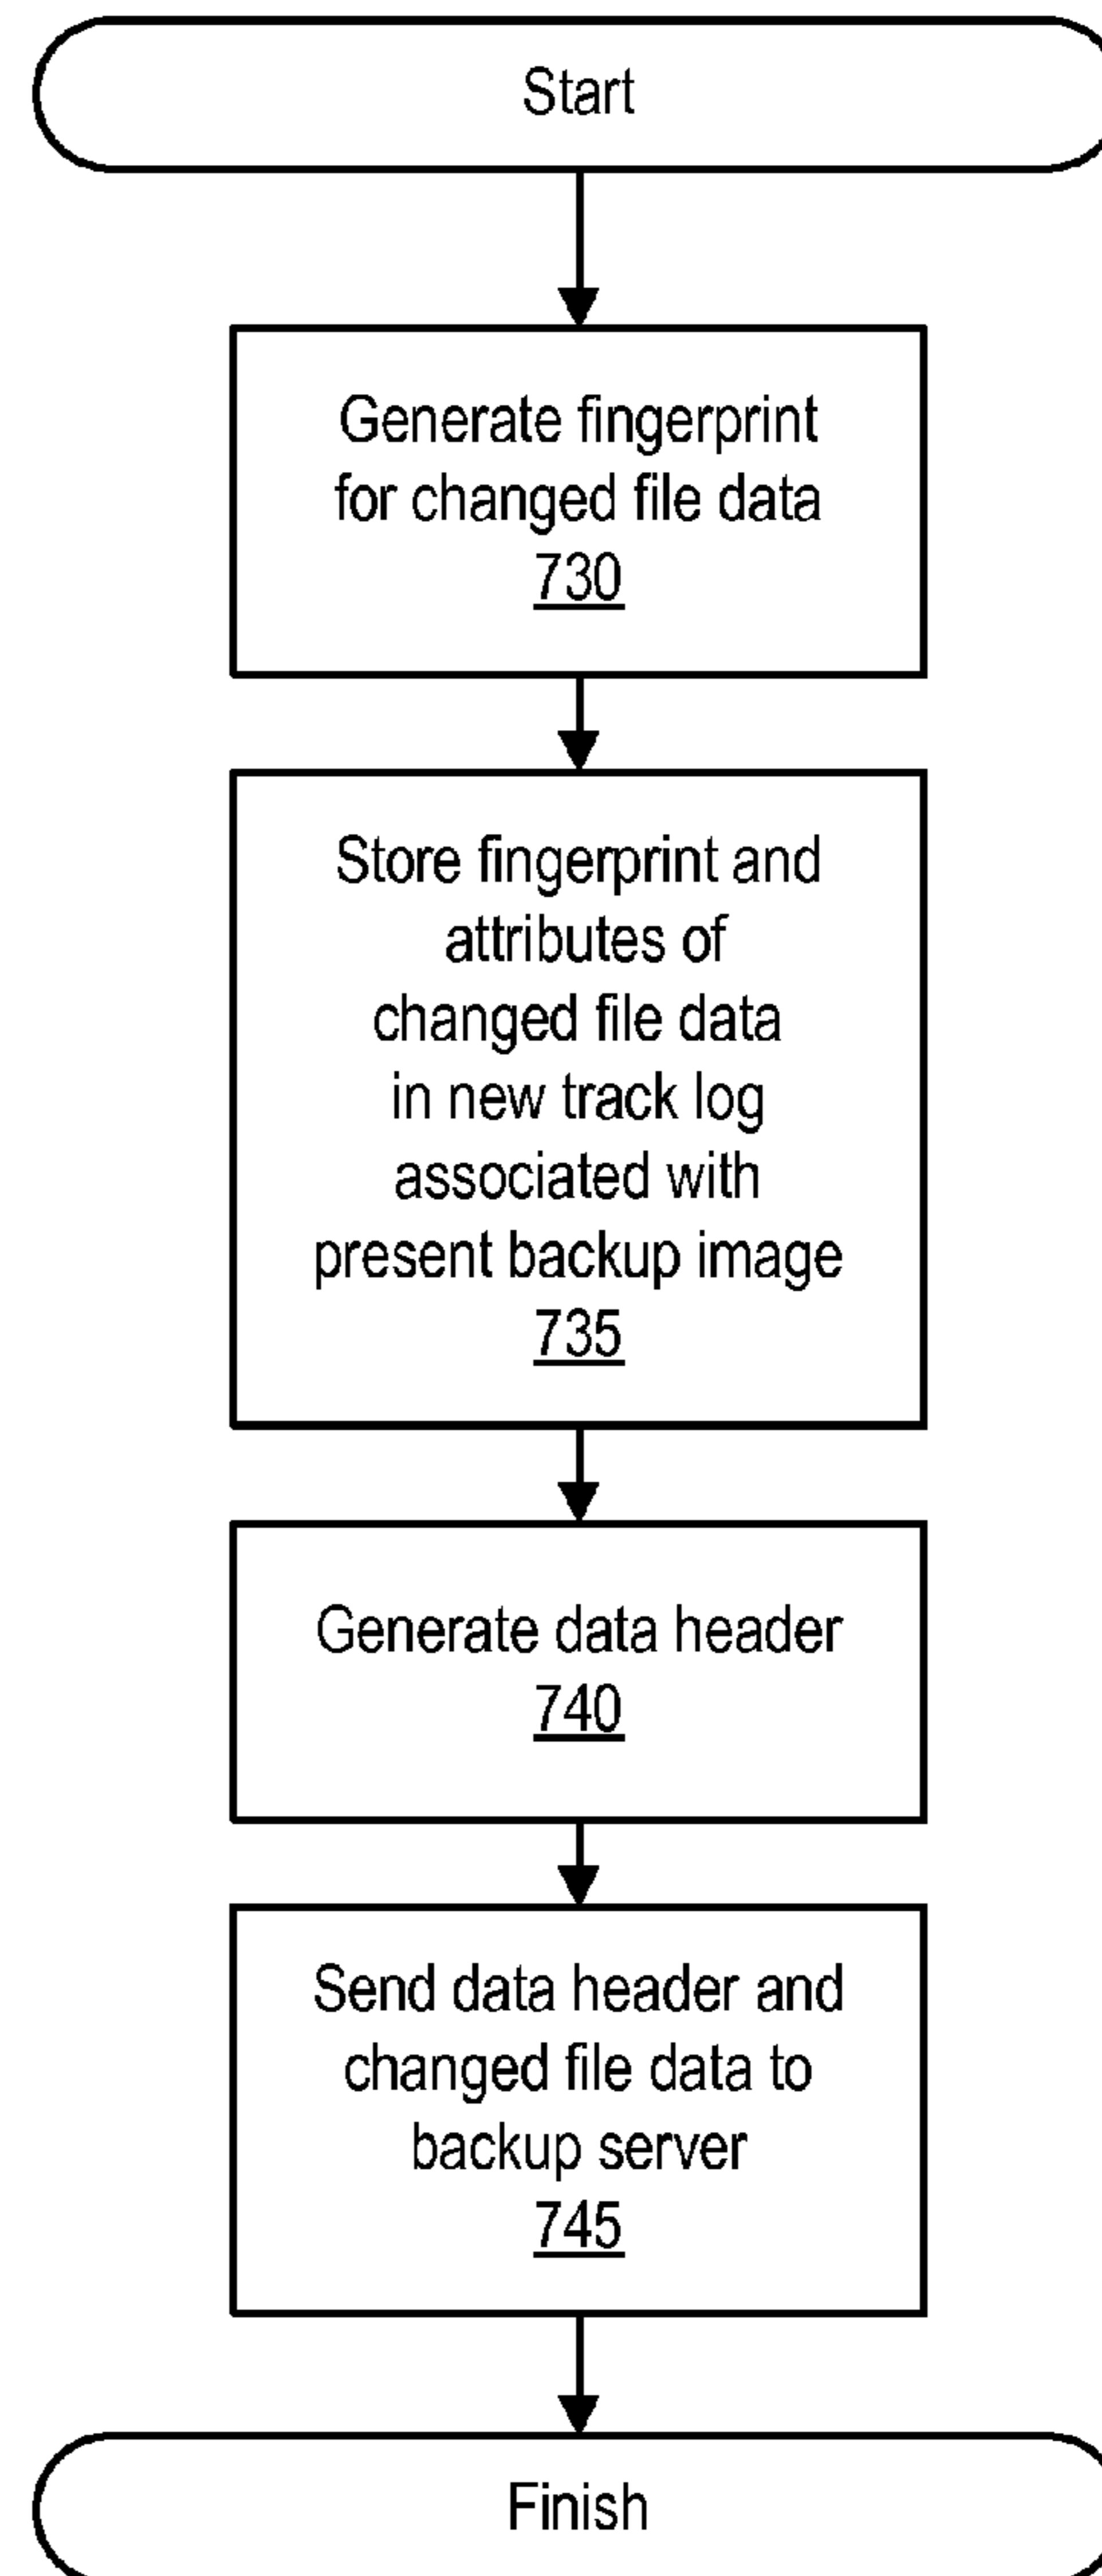 Start
Generate fingerprint
for changed file data
730
Store fingerprint and
attributes of
changed file data
in new track log
associated with
present backup image
735
Generate data header
740
Send data header and
changed file data to
backup server
745
Finish